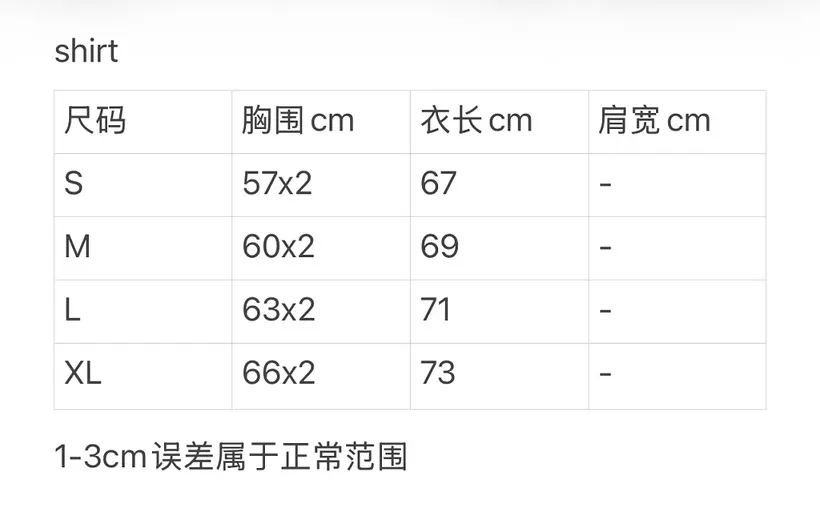 shirt
尺码 胸围cm 衣长cm 肩宽cm
S 57x2 67 -
M 60x2 69 -
L 63x2 71 -
XL 66x2 73 -
1-3cm误差属于正常范围